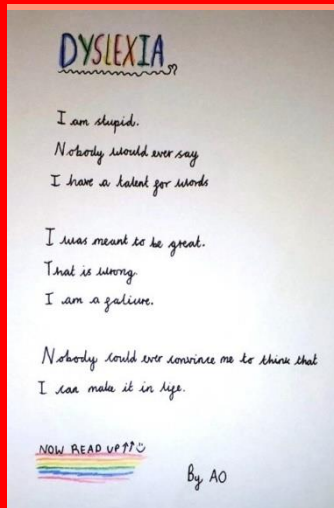 DYSLEXIA
I am stupid.
Nobody would ever say
I have a talent for words
I was meant to be great.
That is wrong.
I am a faliure.
Nobody could ever convince me to think that
I can make it in life.
NOW READ UP ↑↑☺
By AO